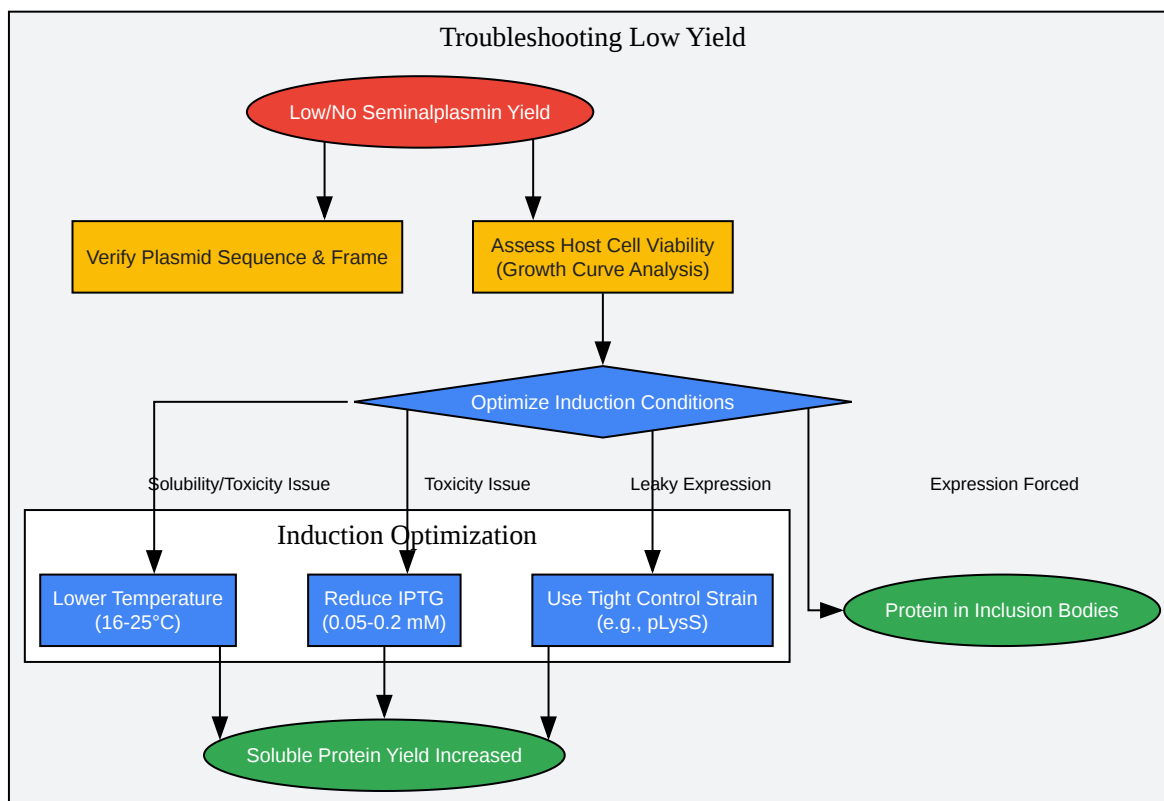 Troubleshooting Low Yield
Low/No Seminalplasmin Yield
Verify Plasmid Sequence & Frame
Assess Host Cell Viability
(Growth Curve Analysis)
Optimize Induction Conditions
Solubility/Toxicity Issue
Toxicity Issue
Leaky Expression
Expression Forced
Induction Optimization
Lower Temperature
(16-25°C)
Reduce IPTG
(0.05-0.2 mM)
Use Tight Control Strain
(e.g., pLysS)
Protein in Inclusion Bodies
Soluble Protein Yield Increased